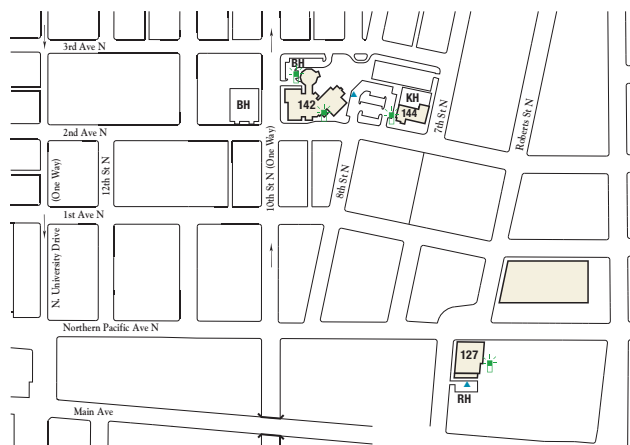 3rd Ave N
BH
BH
142
KH
144
2nd Ave N
7th St N
Roberts St N
(One Way)
12th St N
10th St N (One Way)
8th St N
1st Ave N
N. University Drive
Northern Pacific Ave N
127
RH
Main Ave